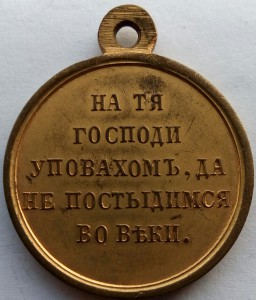 НА ТЯ
ГОСПОДИ
УПОВАХОМЪ, ДА
НЕ ПОСТЫДИМСЯ
ВО ВѢКИ.